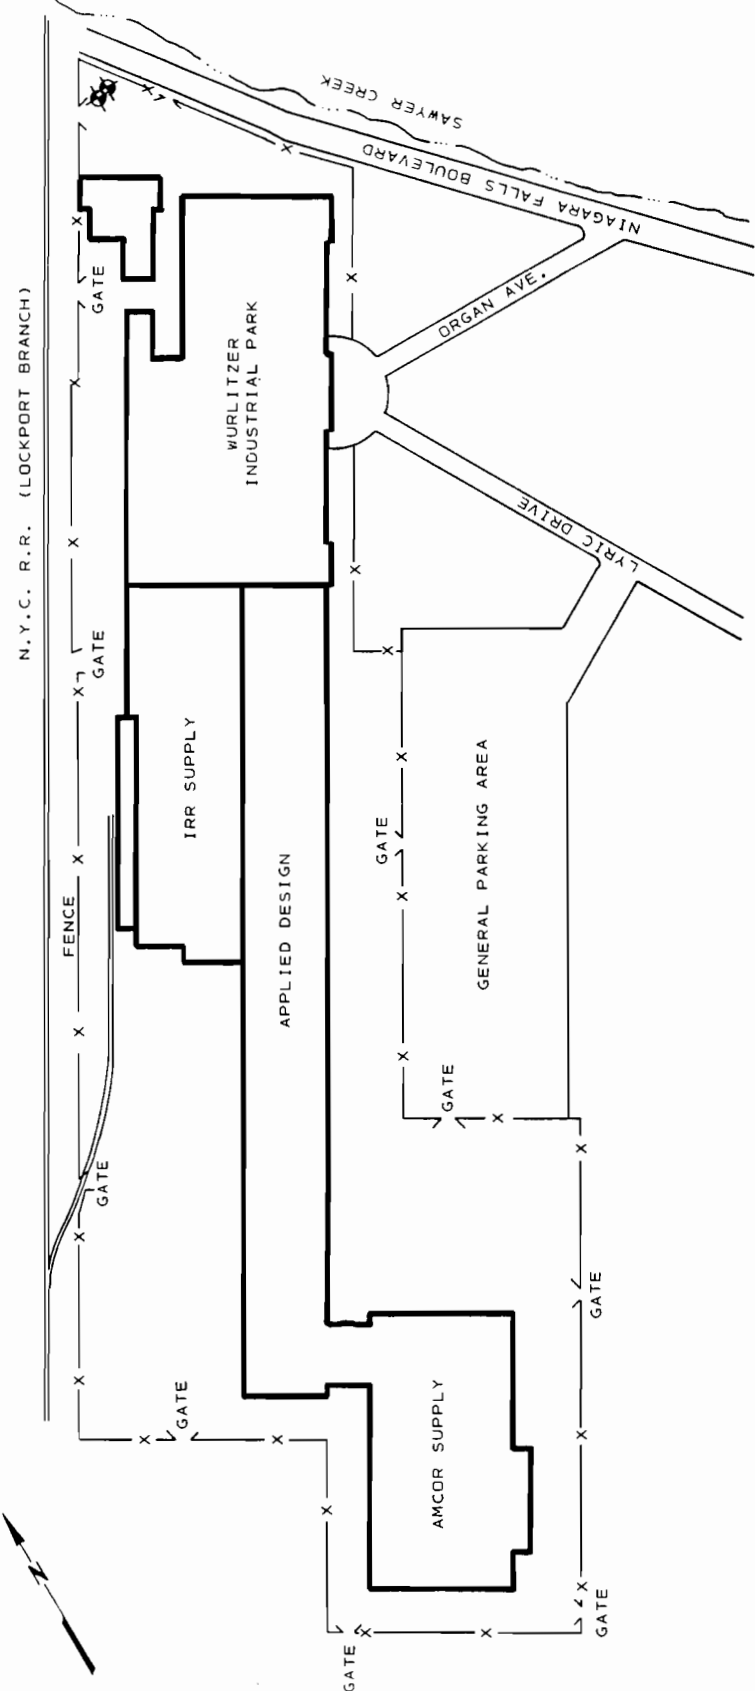 SAWYER CREEK
NIAGARA FALLS BOULEVARD
ORGAN AVE.
LYRIC DRIVE
N.Y.C. R.R. (LOCKPORT BRANCH)
GATE
WURLITZER
INDUSTRIAL PARK
GATE
IRR SUPPLY
FENCE
APPLIED DESIGN
GATE
GENERAL PARKING AREA
GATE
GATE
GATE
GATE
AMCOR SUPPLY
GATE
GATE
N